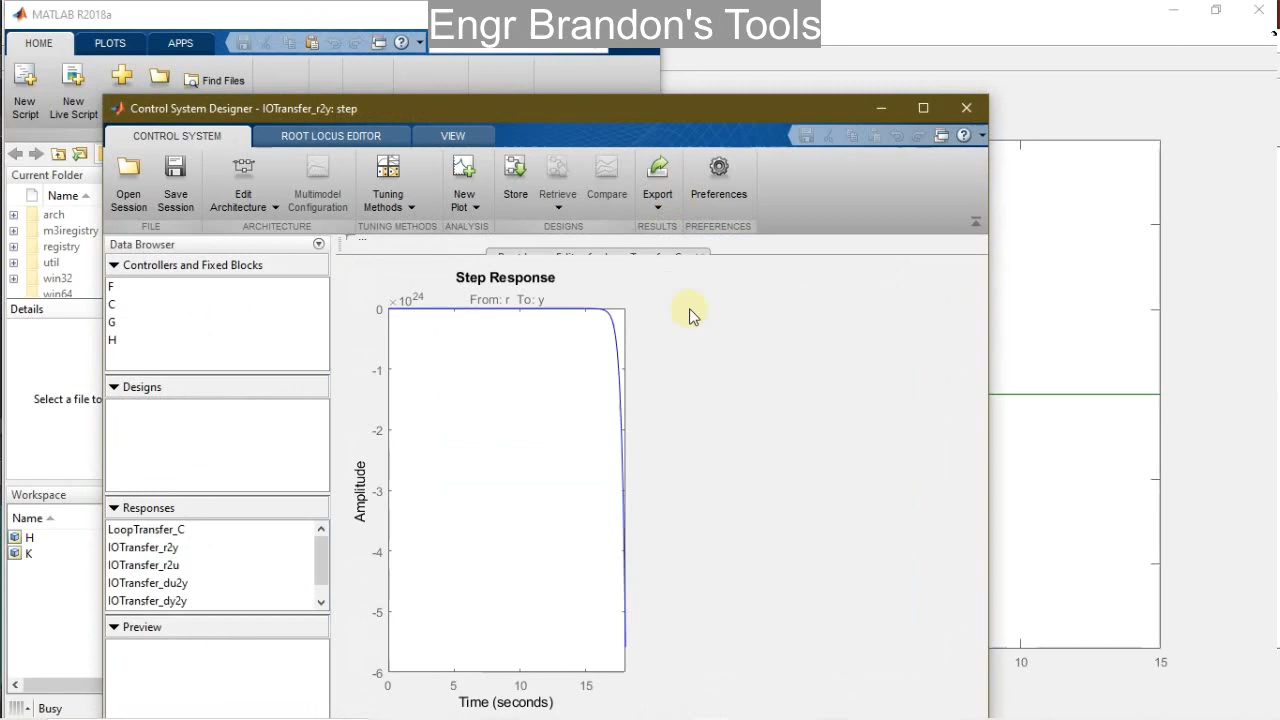 MATLAB R2018a
Engr Brandon's Tools
HOME
PLOTS
APPS
New Script
New Live Script
Find Files
Control System Designer - IOTransfer_r2y: step
CONTROL SYSTEM
ROOT LOCUS EDITOR
VIEW
Open Session
Save Session
Edit Architecture
Multimodel Configuration
Tuning Methods
New Plot
Store
Retrieve
Compare
Export
Preferences
FILE
ARCHITECTURE
TUNING METHODS
ANALYSIS
DESIGNS
RESULTS
PREFERENCES
Current Folder
Name
arch
m3iregistry
registry
util
win32
win64
Details
Select a file to
Workspace
Name
H
K
Busy
Data Browser
Controllers and Fixed Blocks
F
C
G
H
Designs
Responses
LoopTransfer_C
IOTransfer_r2y
IOTransfer_r2u
IOTransfer_du2y
IOTransfer_dy2y
Preview
...
Step Response
From: r To: y
×10^24
0
-1
-2
-3
-4
-5
-6
Amplitude
0 5 10 15
Time (seconds)
10 15